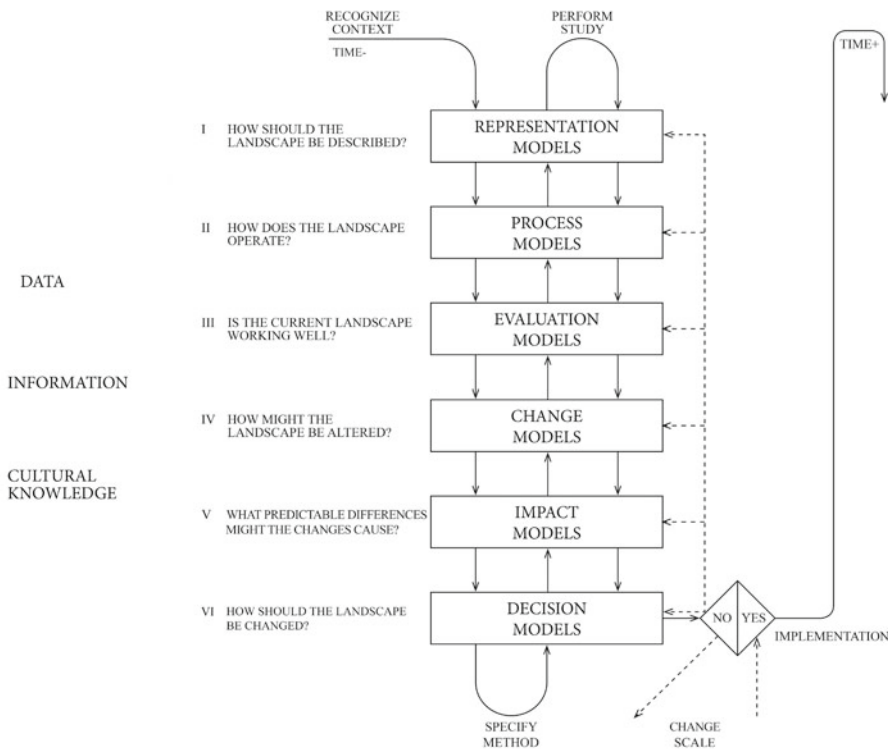 RECOGNIZE
CONTEXT
TIME-
PERFORM
STUDY
TIME+
I HOW SHOULD THE
LANDSCAPE BE DESCRIBED?
REPRESENTATION
MODELS
II HOW DOES THE LANDSCAPE
OPERATE?
PROCESS
MODELS
DATA
III IS THE CURRENT LANDSCAPE
WORKING WELL?
EVALUATION
MODELS
INFORMATION
IV HOW MIGHT THE
LANDSCAPE BE ALTERED?
CHANGE
MODELS
CULTURAL
KNOWLEDGE
V WHAT PREDICTABLE DIFFERENCES
MIGHT THE CHANGES CAUSE?
IMPACT
MODELS
VI HOW SHOULD THE LANDSCAPE
BE CHANGED?
DECISION
MODELS
NO YES
IMPLEMENTATION
SPECIFY
METHOD
CHANGE
SCALE